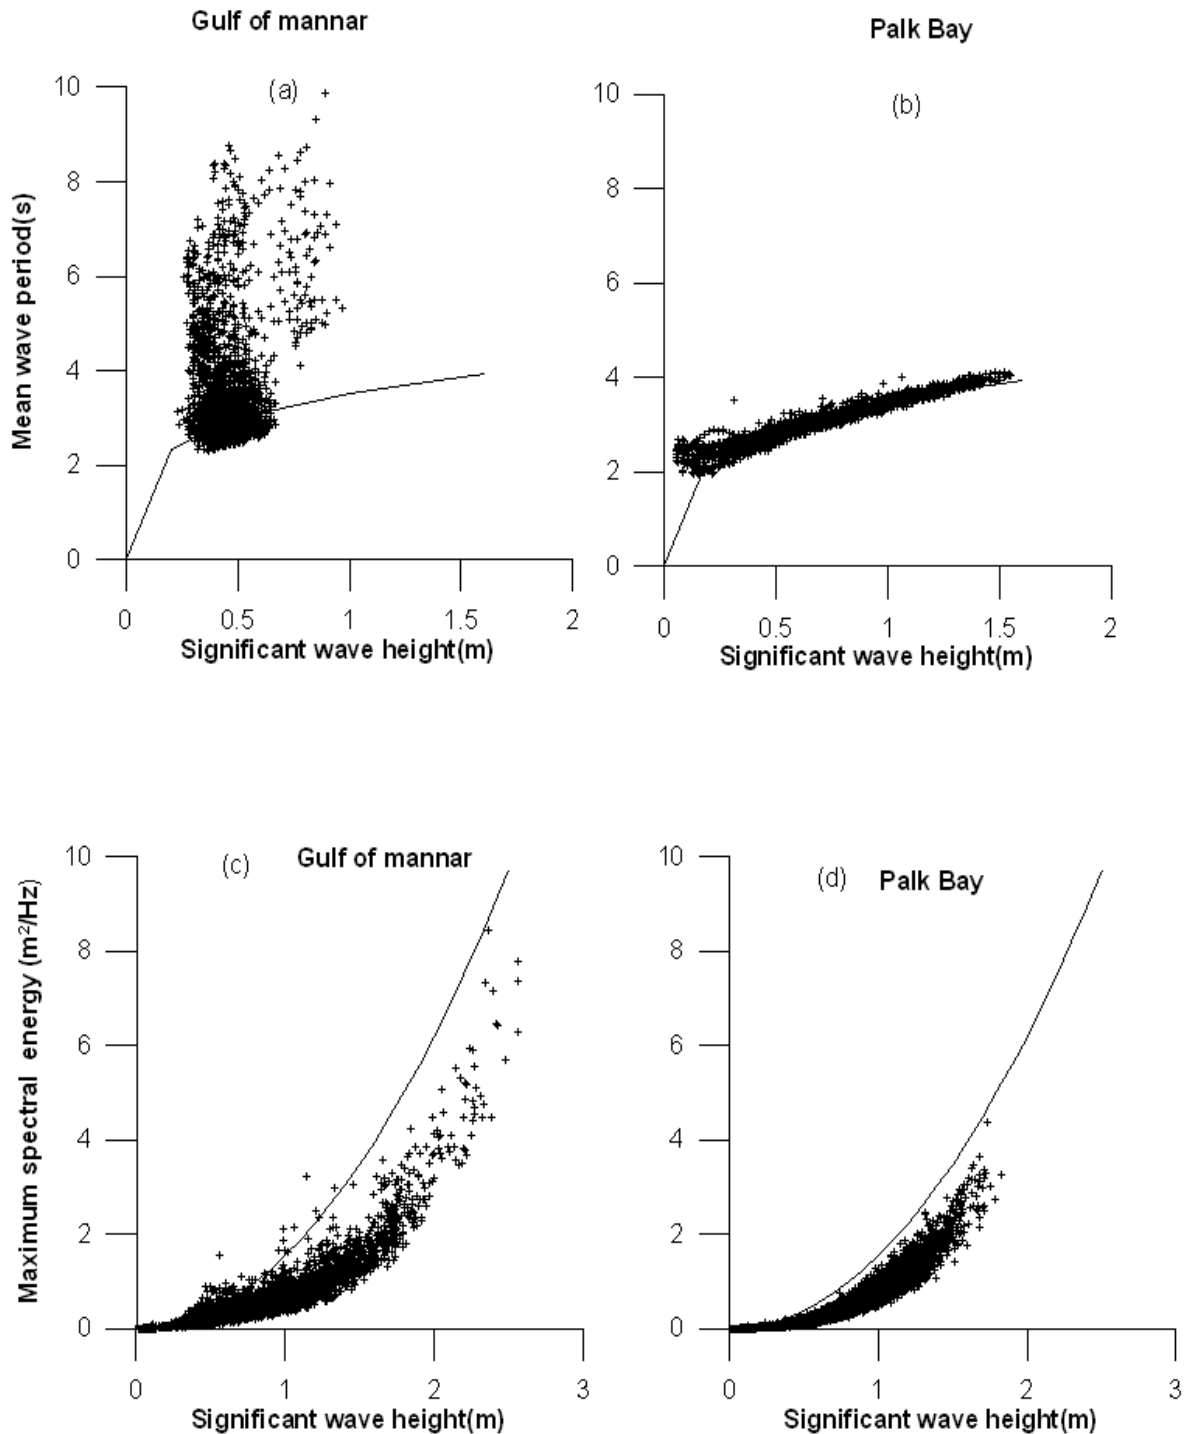 Gulf of mannar
Palk Bay
(a)
(b)
10
8
6
4
2
0
Mean wave period(s)
0 0.5 1 1.5 2
Significant wave height(m)
10
8
6
4
2
0
0 0.5 1 1.5 2
Significant wave height(m)
(c) Gulf of mannar
(d) Palk Bay
10
8
6
4
2
0
Maximum spectral energy (m²/Hz)
0 1 2 3
Significant wave height(m)
10
8
6
4
2
0
0 1 2 3
Significant wave height(m)